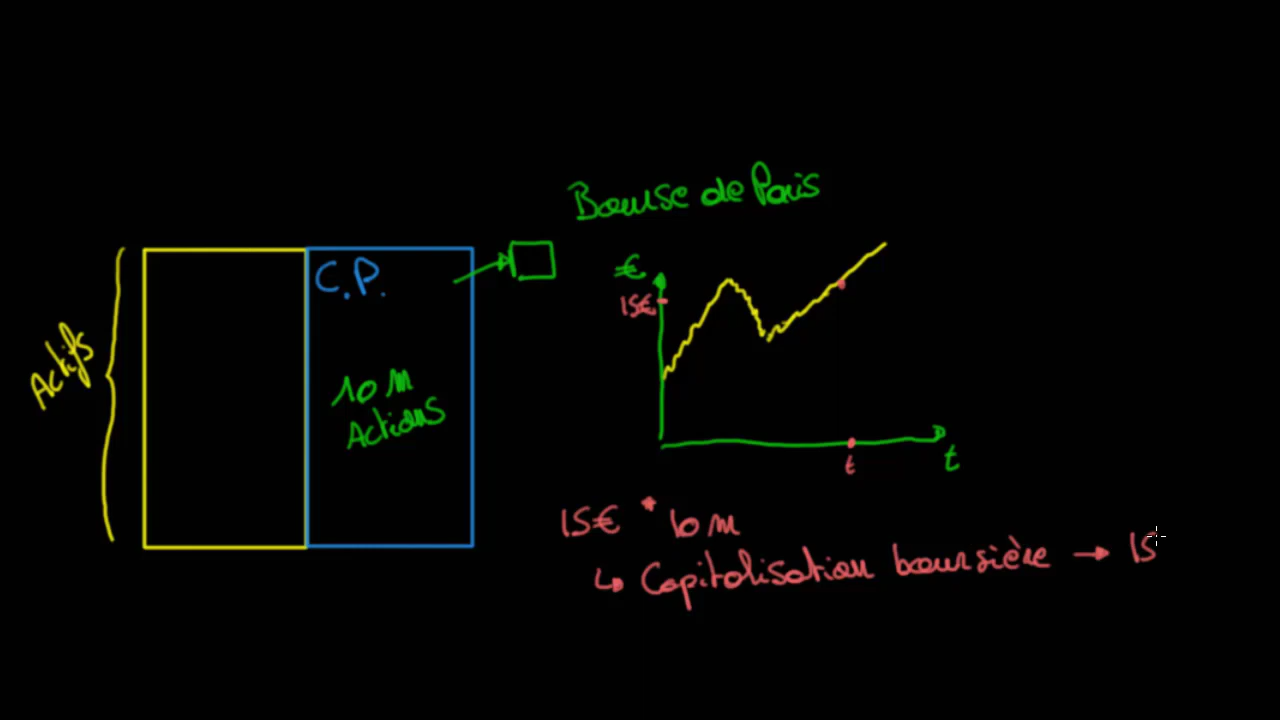 Bourse de Paris
Actifs
C.P.
10 m
Actions
€
15€
t
t
15€ * 10 m
↳ Capitalisation boursière → 15